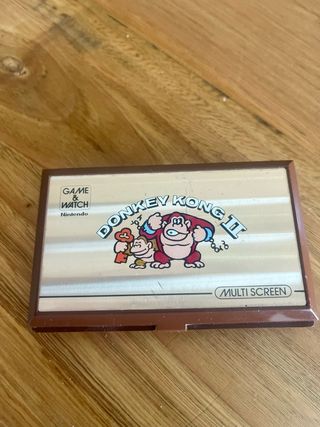 GAME
&
WATCH
Nintendo
DONKEY KONG II
MULTI SCREEN